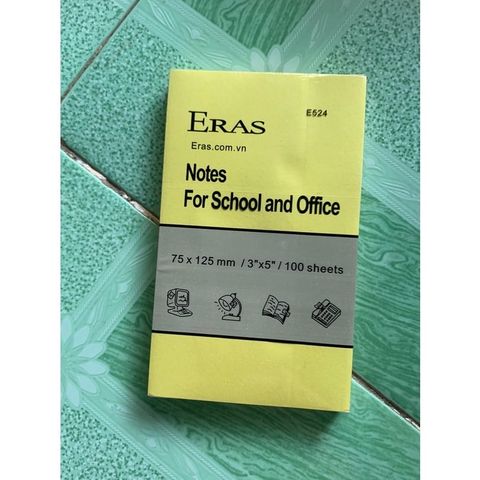 ERAS
E524
Eras.com.vn
Notes
For School and Office
75 x 125 mm / 3"x5" / 100 sheets